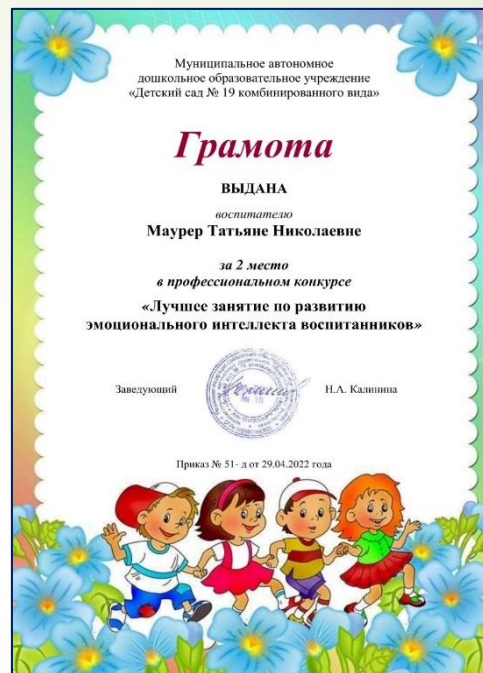 Муниципальное автономное
дошкольное образовательное учреждение
«Детский сад № 19 комбинированного вида»
Грамота
ВЫДАНА
воспитателю
Маурер Татьяне Николаевне
за 2 место
в профессиональном конкурсе
«Лучшее занятие по развитию
эмоционального интеллекта воспитанников»
Заведующий Н.А. Калинина
Приказ № 51- д от 29.04.2022 года